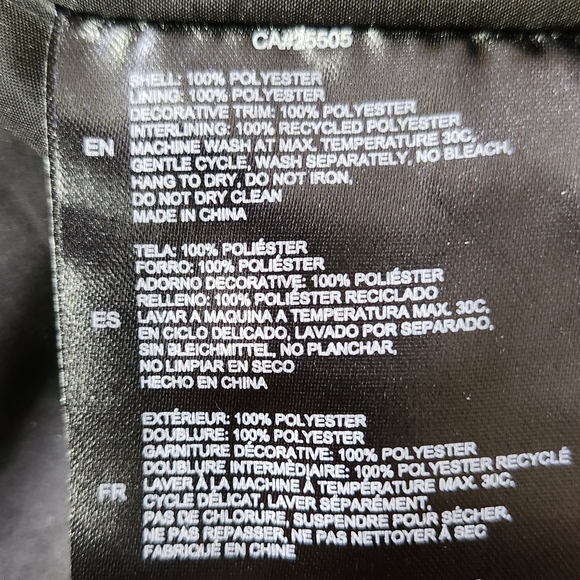 CA#25505
EN
SHELL: 100% POLYESTER
LINING: 100% POLYESTER
DECORATIVE TRIM: 100% POLYESTER
INTERLINING: 100% RECYCLED POLYESTER
MACHINE WASH AT MAX. TEMPERATURE 30C,
GENTLE CYCLE, WASH SEPARATELY, NO BLEACH,
HANG TO DRY, DO NOT IRON,
DO NOT DRY CLEAN
MADE IN CHINA
ES
TELA: 100% POLIÉSTER
FORRO: 100% POLIÉSTER
ADORNO DECORATIVE: 100% POLIÉSTER
RELLENO: 100% POLIÉSTER RECICLADO
LAVAR A MAQUINA A TEMPERATURA MAX. 30C,
EN CICLO DELICADO, LAVADO POR SEPARADO,
SIN BLEICHMITTEL, NO PLANCHAR,
NO LIMPIAR EN SECO
HECHO EN CHINA
FR
EXTÉRIEUR: 100% POLYESTER
DOUBLURE: 100% POLYESTER
GARNITURE DÉCORATIVE: 100% POLYESTER
DOUBLURE INTERMÉDIAIRE: 100% POLYESTER RECYCLÉ
LAVER À LA MACHINE À TEMPÉRATURE MAX. 30C,
CYCLE DÉLICAT, LAVER SÉPARÉMENT,
PAS DE CHLORURE, SUSPENDRE POUR SÉCHER,
NE PAS REPASSER, NE PAS NETTOYER À SEC
FABRIQUÉ EN CHINE